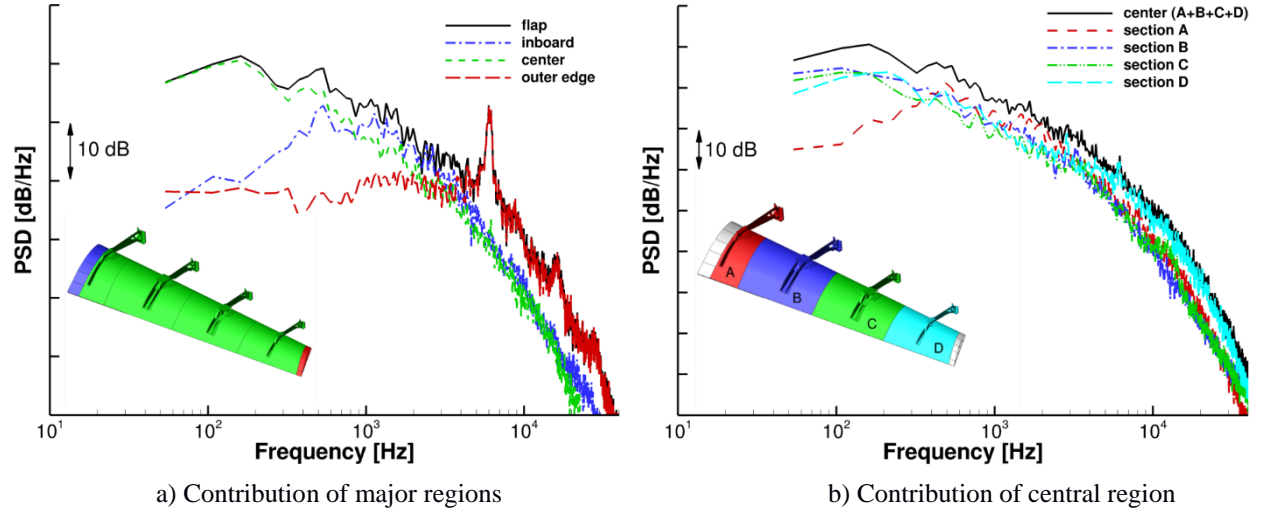 flap
inboard
center
outer edge
10 dB
PSD [dB/Hz]
10^1 10^2 10^3 10^4
Frequency [Hz]
a) Contribution of major regions
center (A+B+C+D)
section A
section B
section C
section D
10 dB
PSD [dB/Hz]
A
B
C
D
10^1 10^2 10^3 10^4
Frequency [Hz]
b) Contribution of central region